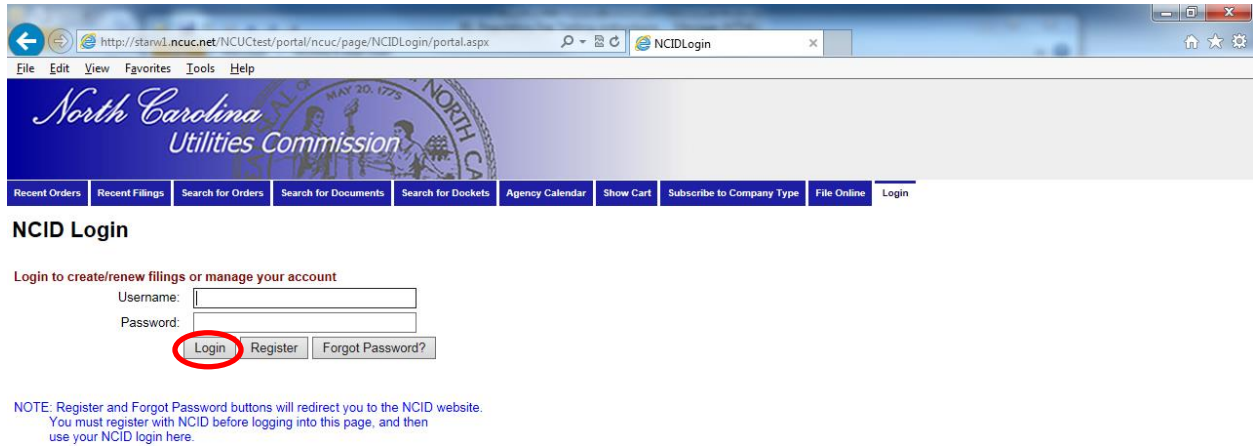 http://starw1.ncuc.net/NCUCtest/portal/ncuc/page/NCIDLogin/portal.aspx
NCIDLogin
File Edit View Favorites Tools Help
MAY 20, 1775
NORTH CA
North Carolina
Utilities Commission
Recent Orders Recent Filings Search for Orders Search for Documents Search for Dockets Agency Calendar Show Cart Subscribe to Company Type File Online Login
NCID Login
Login to create/renew filings or manage your account
Username:
Password:
Login Register Forgot Password?
NOTE: Register and Forgot Password buttons will redirect you to the NCID website.
You must register with NCID before logging into this page, and then
use your NCID login here.